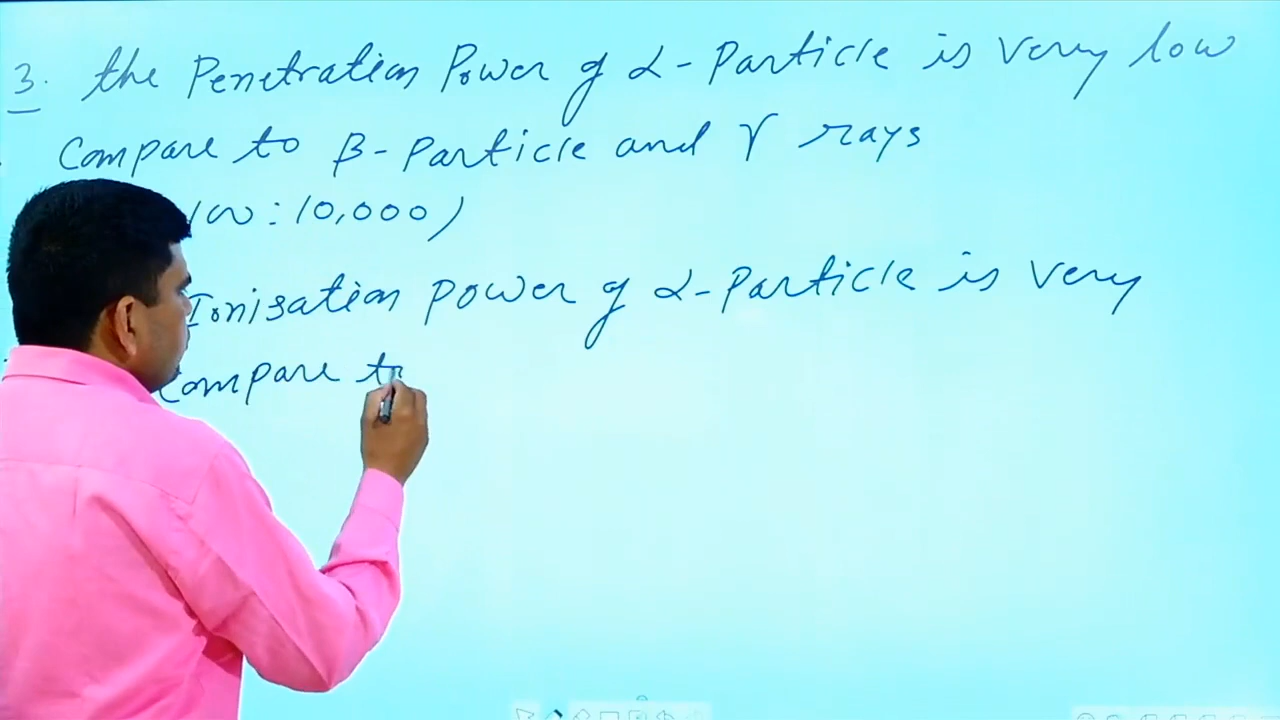 3. the Penetration Power of α-Particle is very low
Compare to β-Particle and γ rays
100:10,000)
Ionisation power of α-Particle is very
Compare to